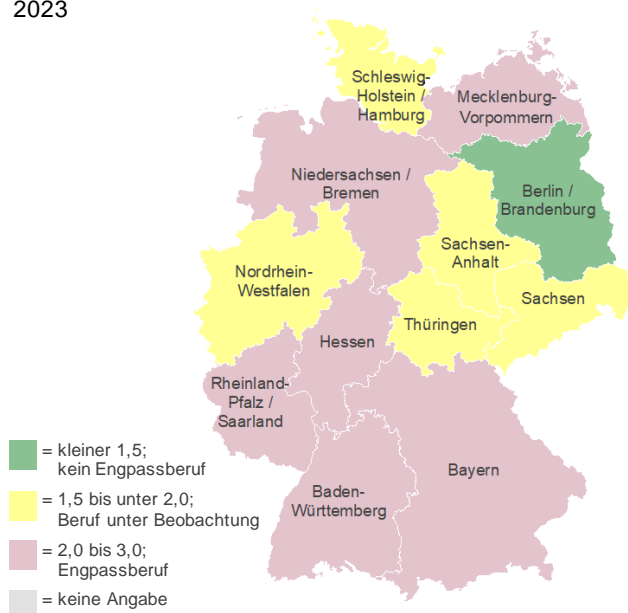 2023
Schleswig-
Holstein /
Hamburg
Mecklenburg-
Vorpommern
Niedersachsen /
Bremen
Berlin /
Brandenburg
Sachsen-
Anhalt
Nordrhein-
Westfalen
Sachsen
Thüringen
Hessen
Rheinland-
Pfalz /
Saarland
Bayern
Baden-
Württemberg
= kleiner 1,5;
kein Engpassberuf
= 1,5 bis unter 2,0;
Beruf unter Beobachtung
= 2,0 bis 3,0;
Engpassberuf
= keine Angabe